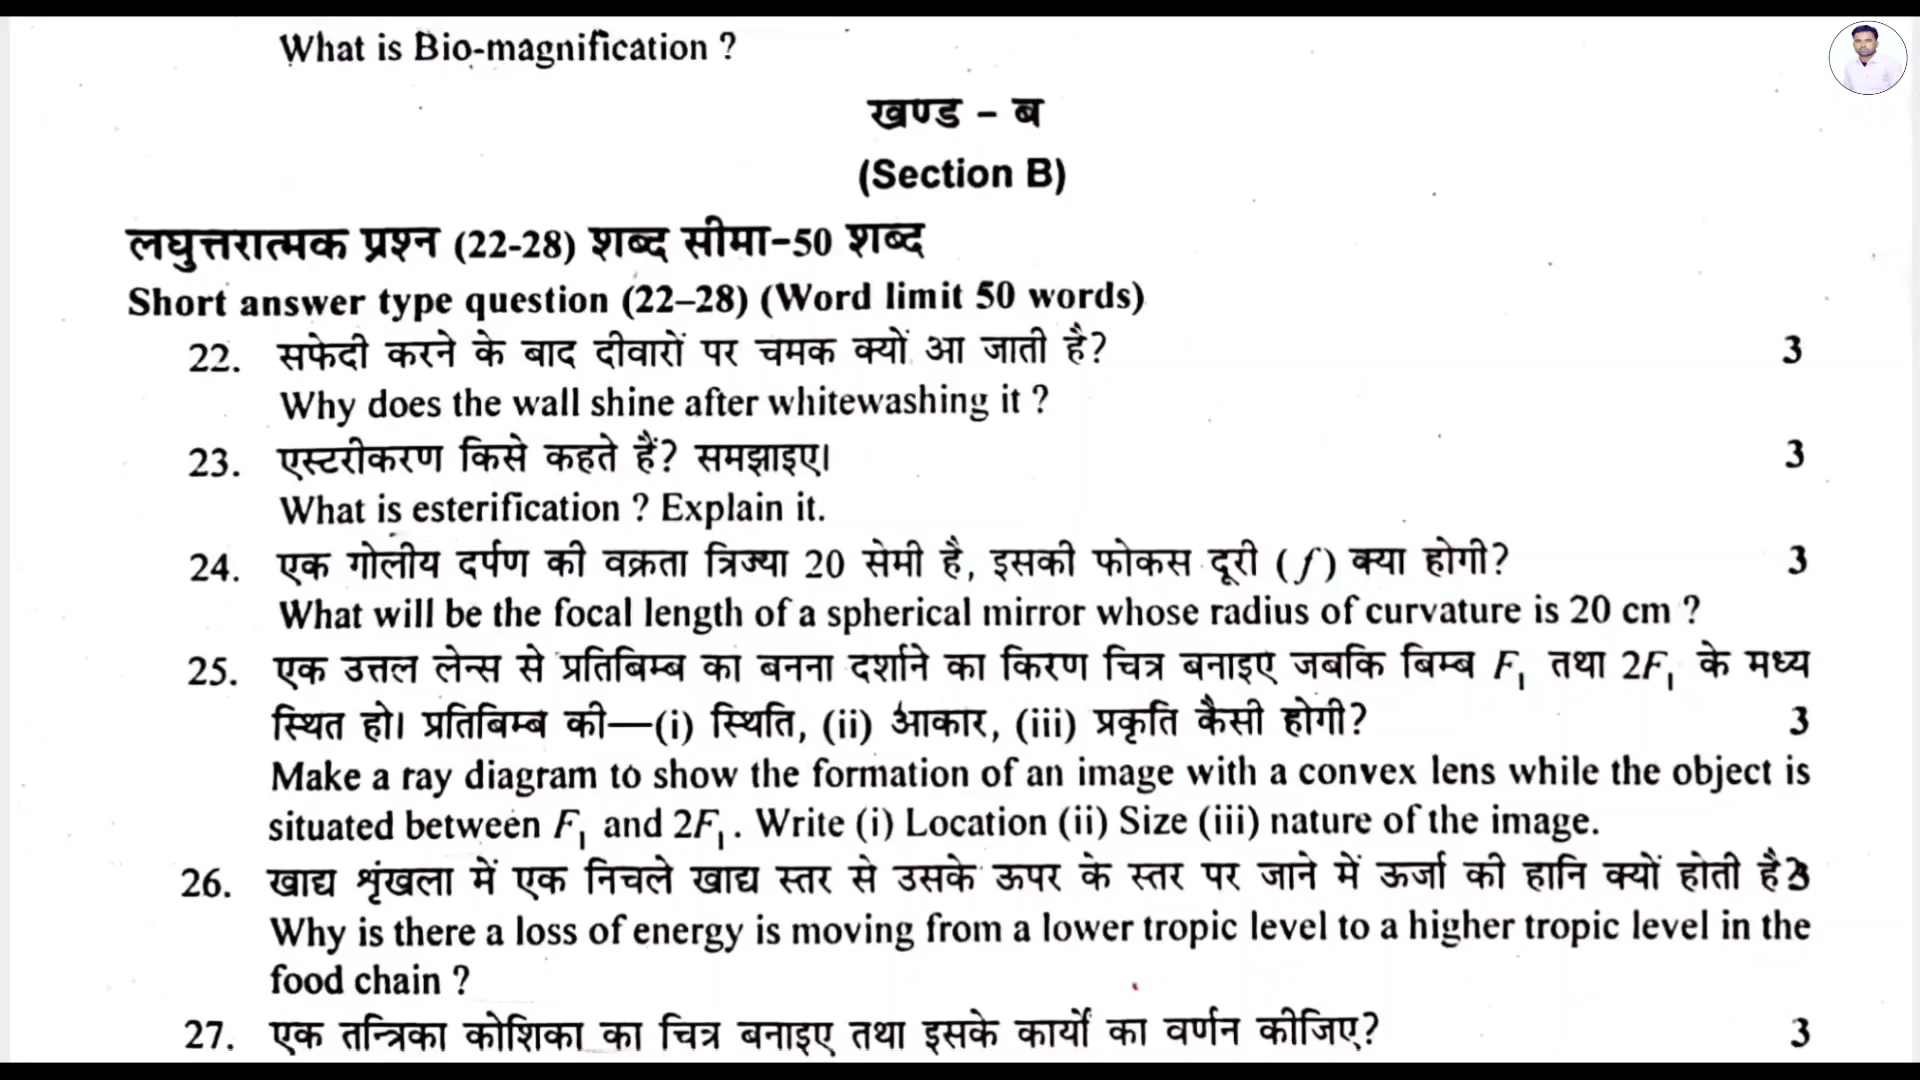 What is Bio-magnification ?
खण्ड - ब
(Section B)
लघुत्तरात्मक प्रश्न (22-28) शब्द सीमा-50 शब्द
Short answer type question (22–28) (Word limit 50 words)
22. सफेदी करने के बाद दीवारों पर चमक क्यों आ जाती है? 3
Why does the wall shine after whitewashing it ?
23. एस्टरीकरण किसे कहते हैं? समझाइए। 3
What is esterification ? Explain it.
24. एक गोलीय दर्पण की वक्रता त्रिज्या 20 सेमी है, इसकी फोकस दूरी (f) क्या होगी? 3
What will be the focal length of a spherical mirror whose radius of curvature is 20 cm ?
25. एक उत्तल लेन्स से प्रतिबिम्ब का बनना दर्शाने का किरण चित्र बनाइए जबकि बिम्ब F₁ तथा 2F₁ के मध्य
स्थित हो। प्रतिबिम्ब की—(i) स्थिति, (ii) आकार, (iii) प्रकृति कैसी होगी? 3
Make a ray diagram to show the formation of an image with a convex lens while the object is
situated between F₁ and 2F₁. Write (i) Location (ii) Size (iii) nature of the image.
26. खाद्य शृंखला में एक निचले खाद्य स्तर से उसके ऊपर के स्तर पर जाने में ऊर्जा की हानि क्यों होती है? 3
Why is there a loss of energy is moving from a lower tropic level to a higher tropic level in the
food chain ?
27. एक तन्त्रिका कोशिका का चित्र बनाइए तथा इसके कार्यों का वर्णन कीजिए? 3